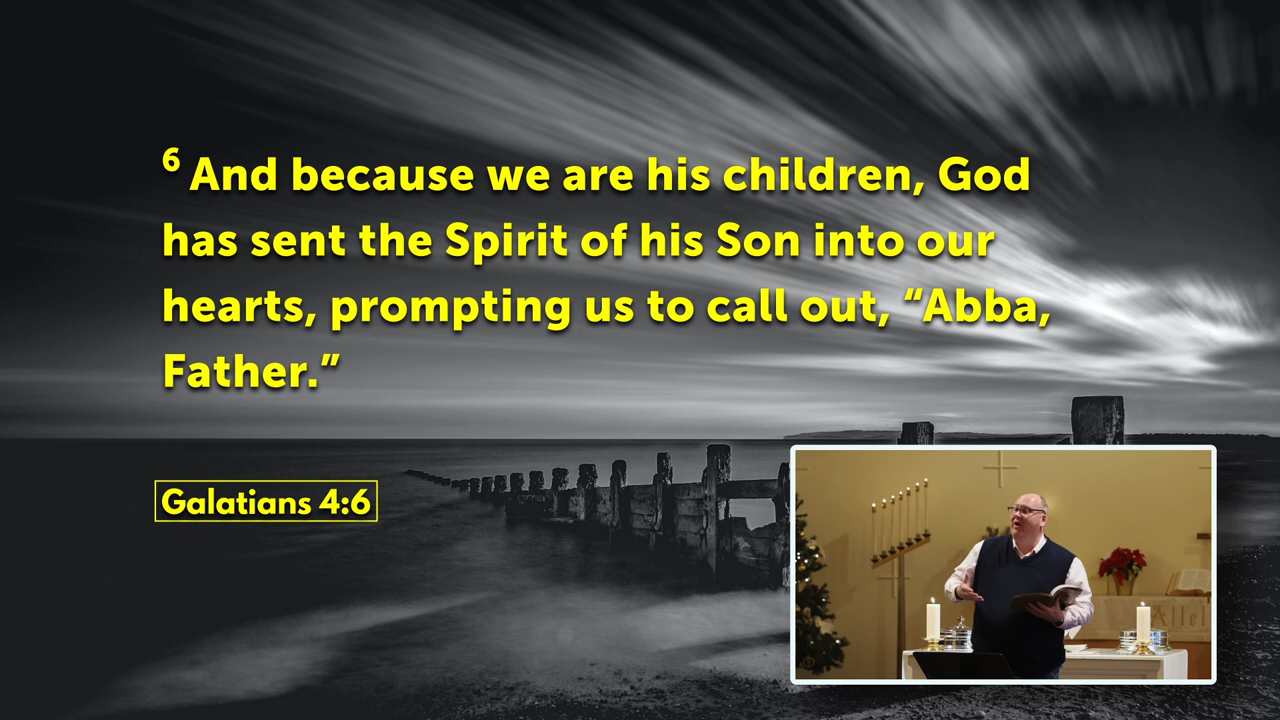 6 And because we are his children, God
has sent the Spirit of his Son into our
hearts, prompting us to call out, “Abba,
Father.”
Galatians 4:6
Allel